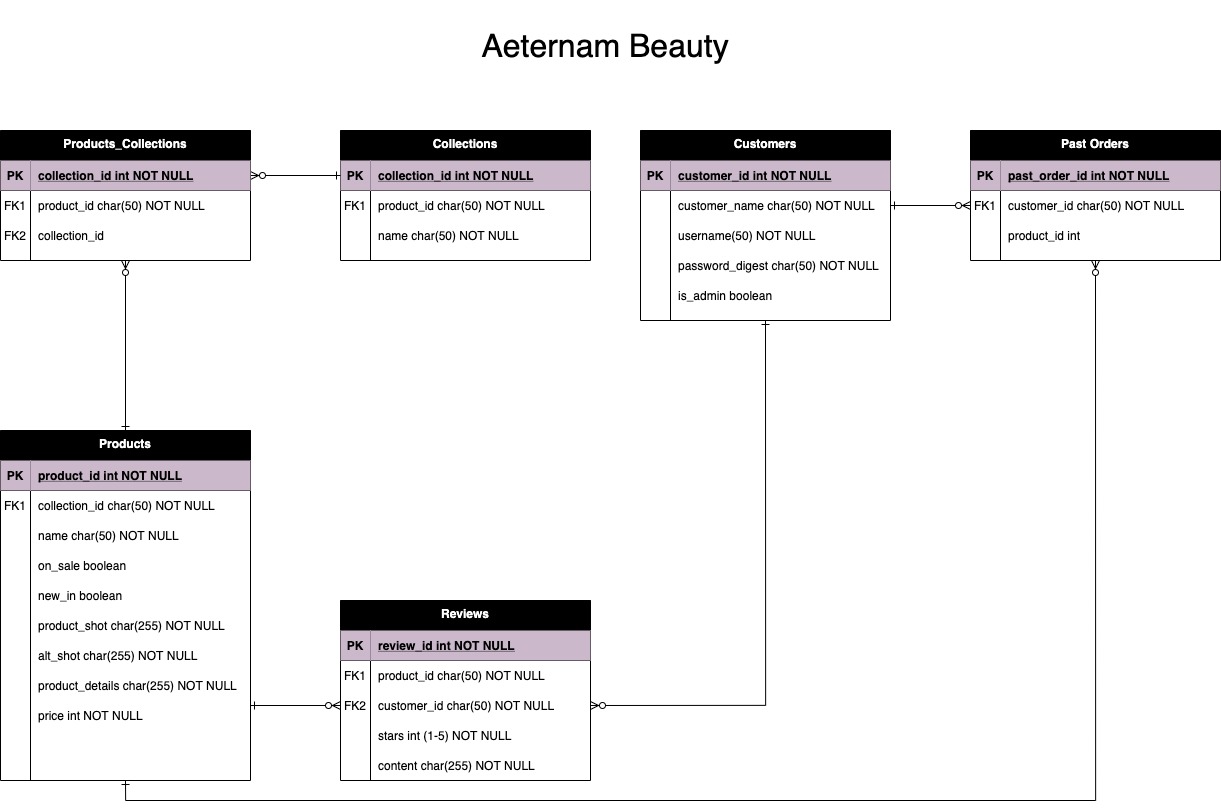 Aeternam Beauty
Products_Collections
PK collection_id int NOT NULL
FK1 product_id char(50) NOT NULL
FK2 collection_id
Collections
PK collection_id int NOT NULL
FK1 product_id char(50) NOT NULL
name char(50) NOT NULL
Customers
PK customer_id int NOT NULL
customer_name char(50) NOT NULL
username(50) NOT NULL
password_digest char(50) NOT NULL
is_admin boolean
Past Orders
PK past_order_id int NOT NULL
FK1 customer_id char(50) NOT NULL
product_id int
Products
PK product_id int NOT NULL
FK1 collection_id char(50) NOT NULL
name char(50) NOT NULL
on_sale boolean
new_in boolean
product_shot char(255) NOT NULL
alt_shot char(255) NOT NULL
product_details char(255) NOT NULL
price int NOT NULL
Reviews
PK review_id int NOT NULL
FK1 product_id char(50) NOT NULL
FK2 customer_id char(50) NOT NULL
stars int (1-5) NOT NULL
content char(255) NOT NULL